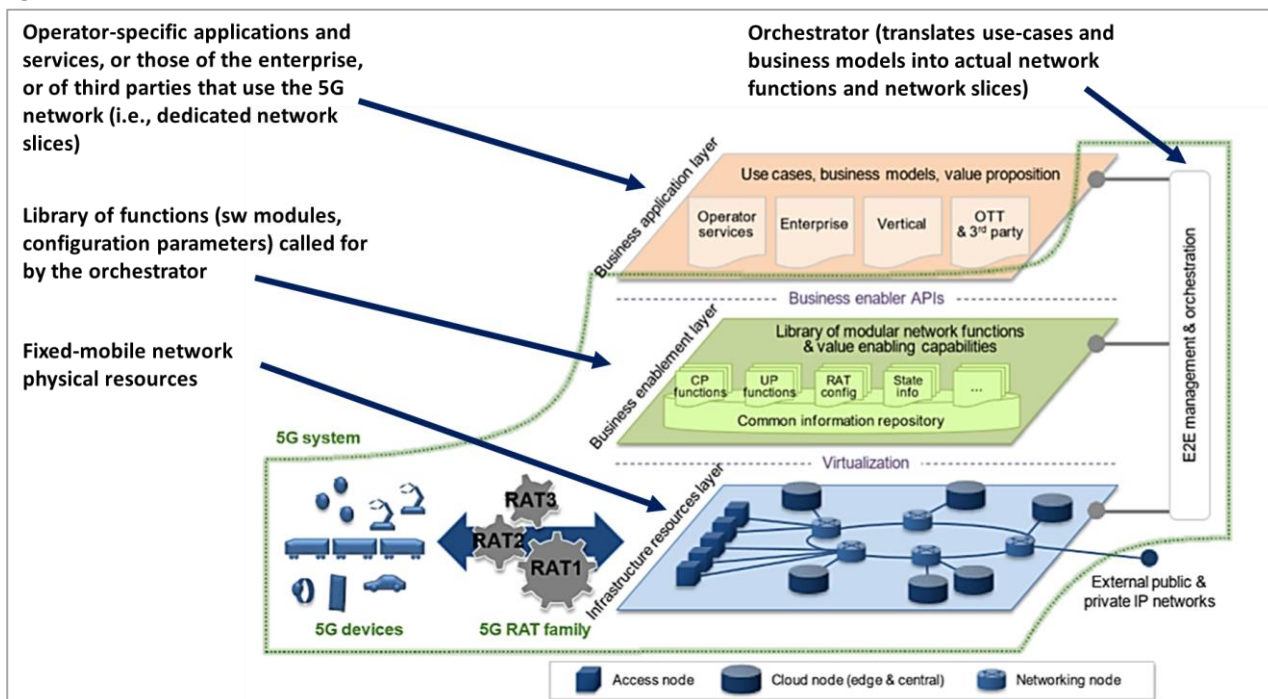 Operator-specific applications and
services, or those of the enterprise,
or of third parties that use the 5G
network (i.e., dedicated network
slices)
Orchestrator (translates use-cases and
business models into actual network
functions and network slices)
Library of functions (sw modules,
configuration parameters) called for
by the orchestrator
Fixed-mobile network
physical resources
Business application layer
Use cases, business models, value proposition
Operator
services
Enterprise
Vertical
OTT
& 3rd party
Business enabler APIs
Business enablement layer
Library of modular network functions
& value enabling capabilities
CP
functions
UP
functions
RAT
config
State
info
...
Common information repository
Virtualization
E2E management & orchestration
5G system
Infrastructure resources layer
RAT3
RAT2
RAT1
5G devices
5G RAT family
External public &
private IP networks
Access node
Cloud node (edge & central)
Networking node